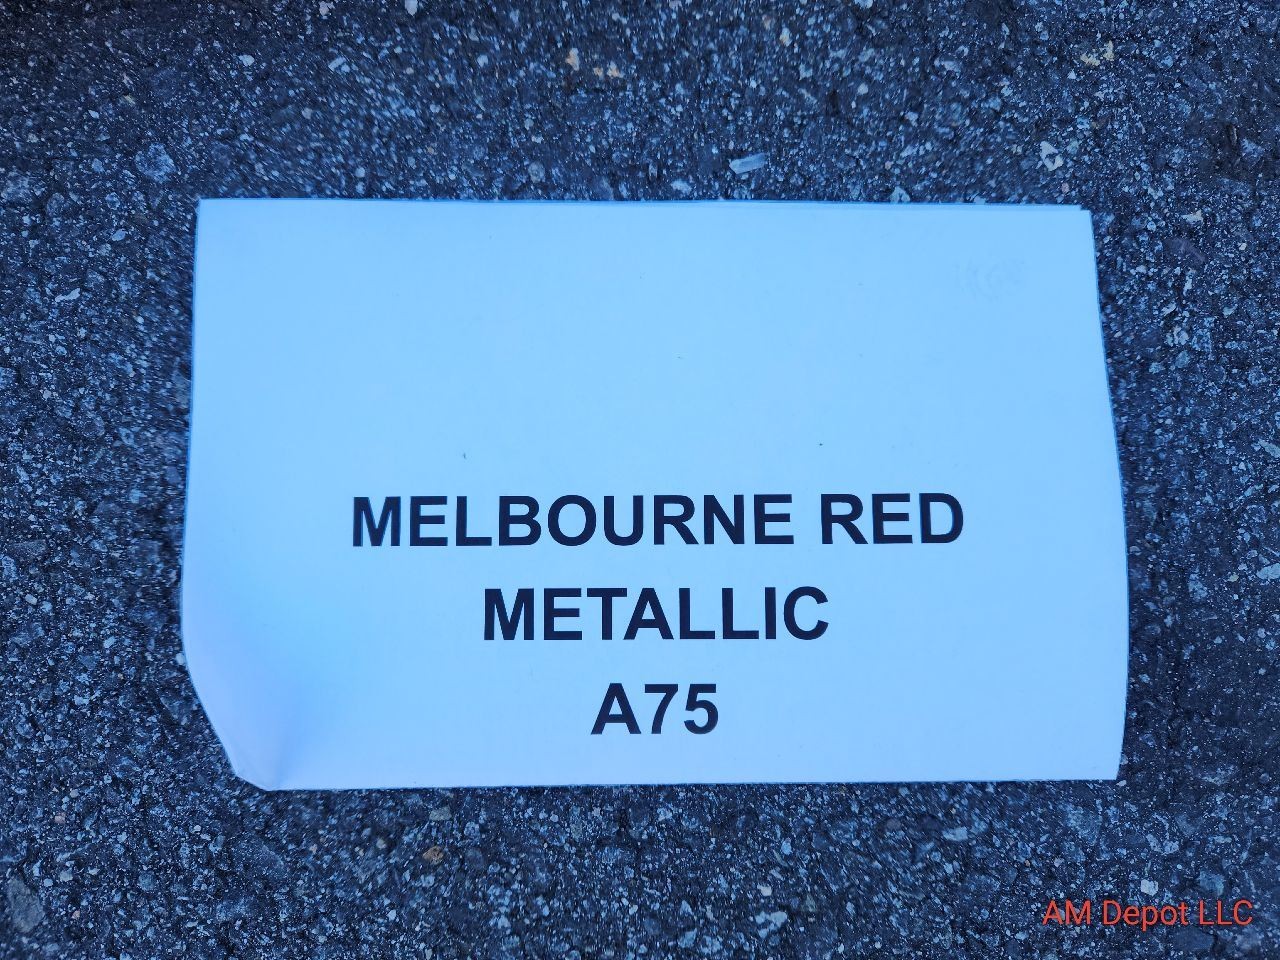 MELBOURNE RED
METALLIC
A75
AM Depot LLC